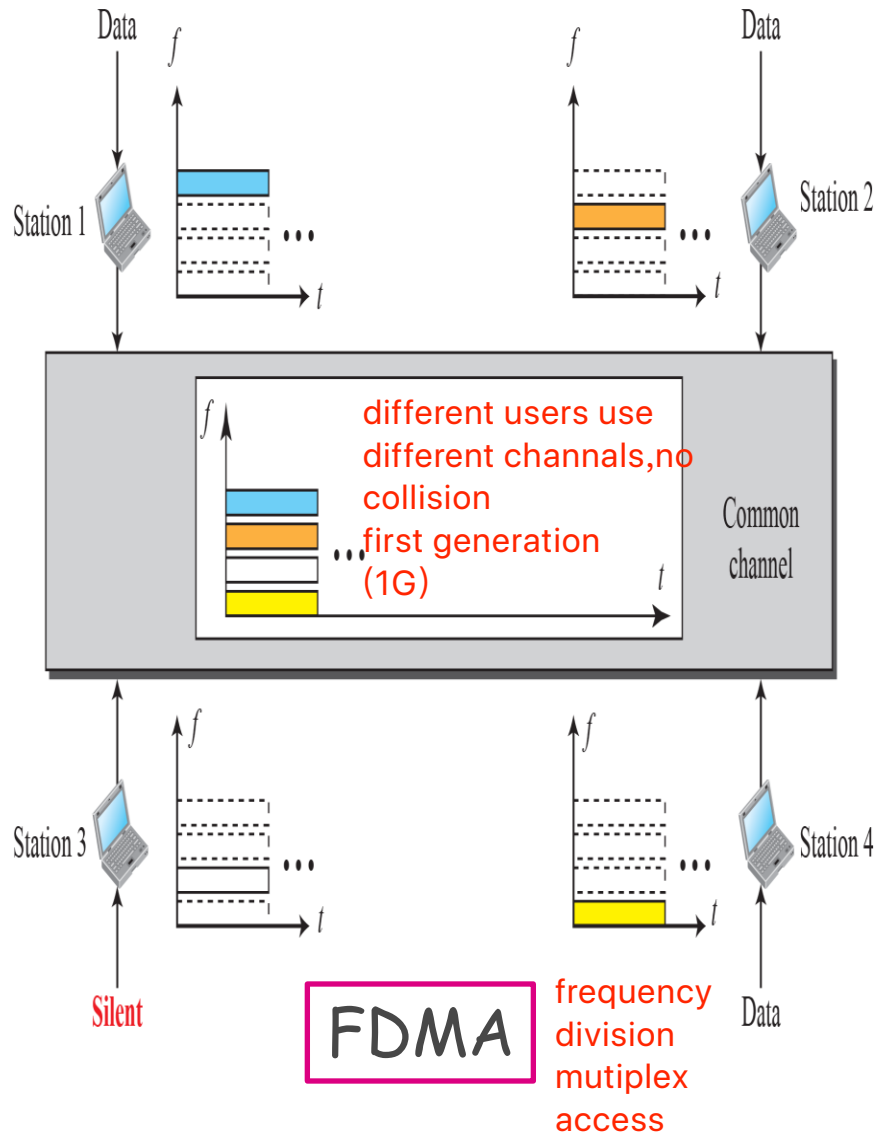 Data
Data
f
f
Station 1
Station 2
...
...
t
t
f
different users use
different channals,no
collision
first generation
(1G)
...
t
Common
channel
f
f
Station 3
Station 4
...
...
t
t
Silent
FDMA
frequency
division
mutiplex
access
Data